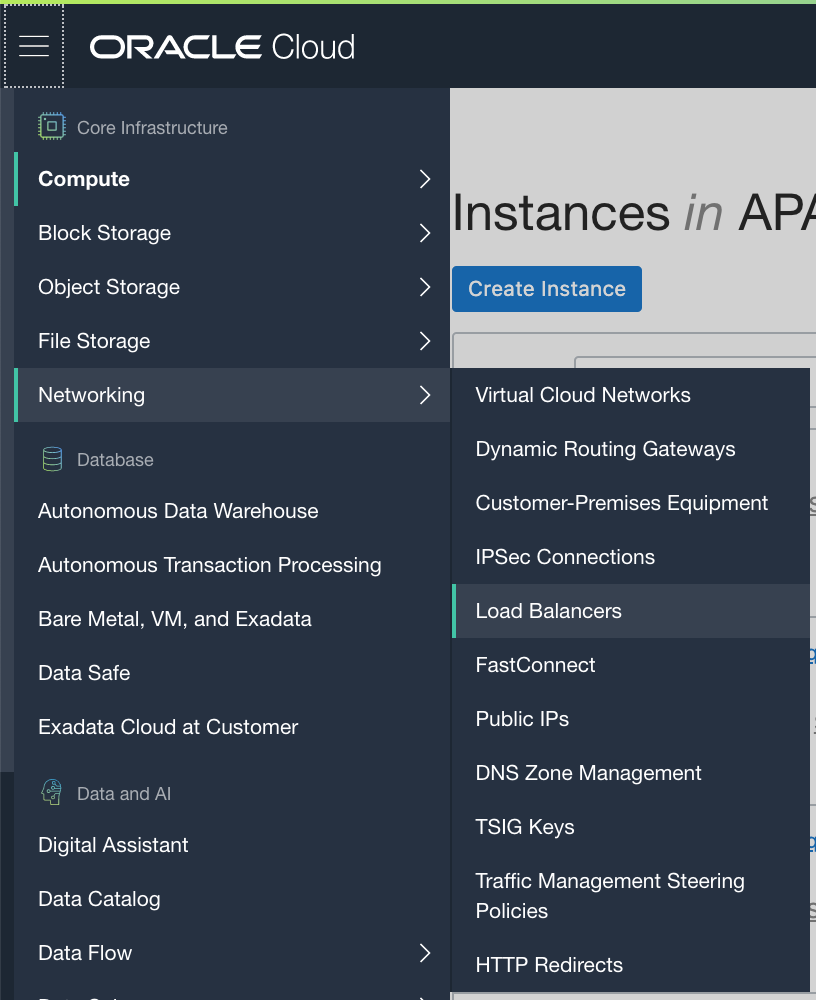 ORACLE Cloud
Core Infrastructure
Compute
Block Storage
Object Storage
File Storage
Networking
Database
Autonomous Data Warehouse
Autonomous Transaction Processing
Bare Metal, VM, and Exadata
Data Safe
Exadata Cloud at Customer
Data and AI
Digital Assistant
Data Catalog
Data Flow
Instances in
Create Instance
Virtual Cloud Networks
Dynamic Routing Gateways
Customer-Premises Equipment
IPSec Connections
Load Balancers
FastConnect
Public IPs
DNS Zone Management
TSIG Keys
Traffic Management Steering
Policies
HTTP Redirects